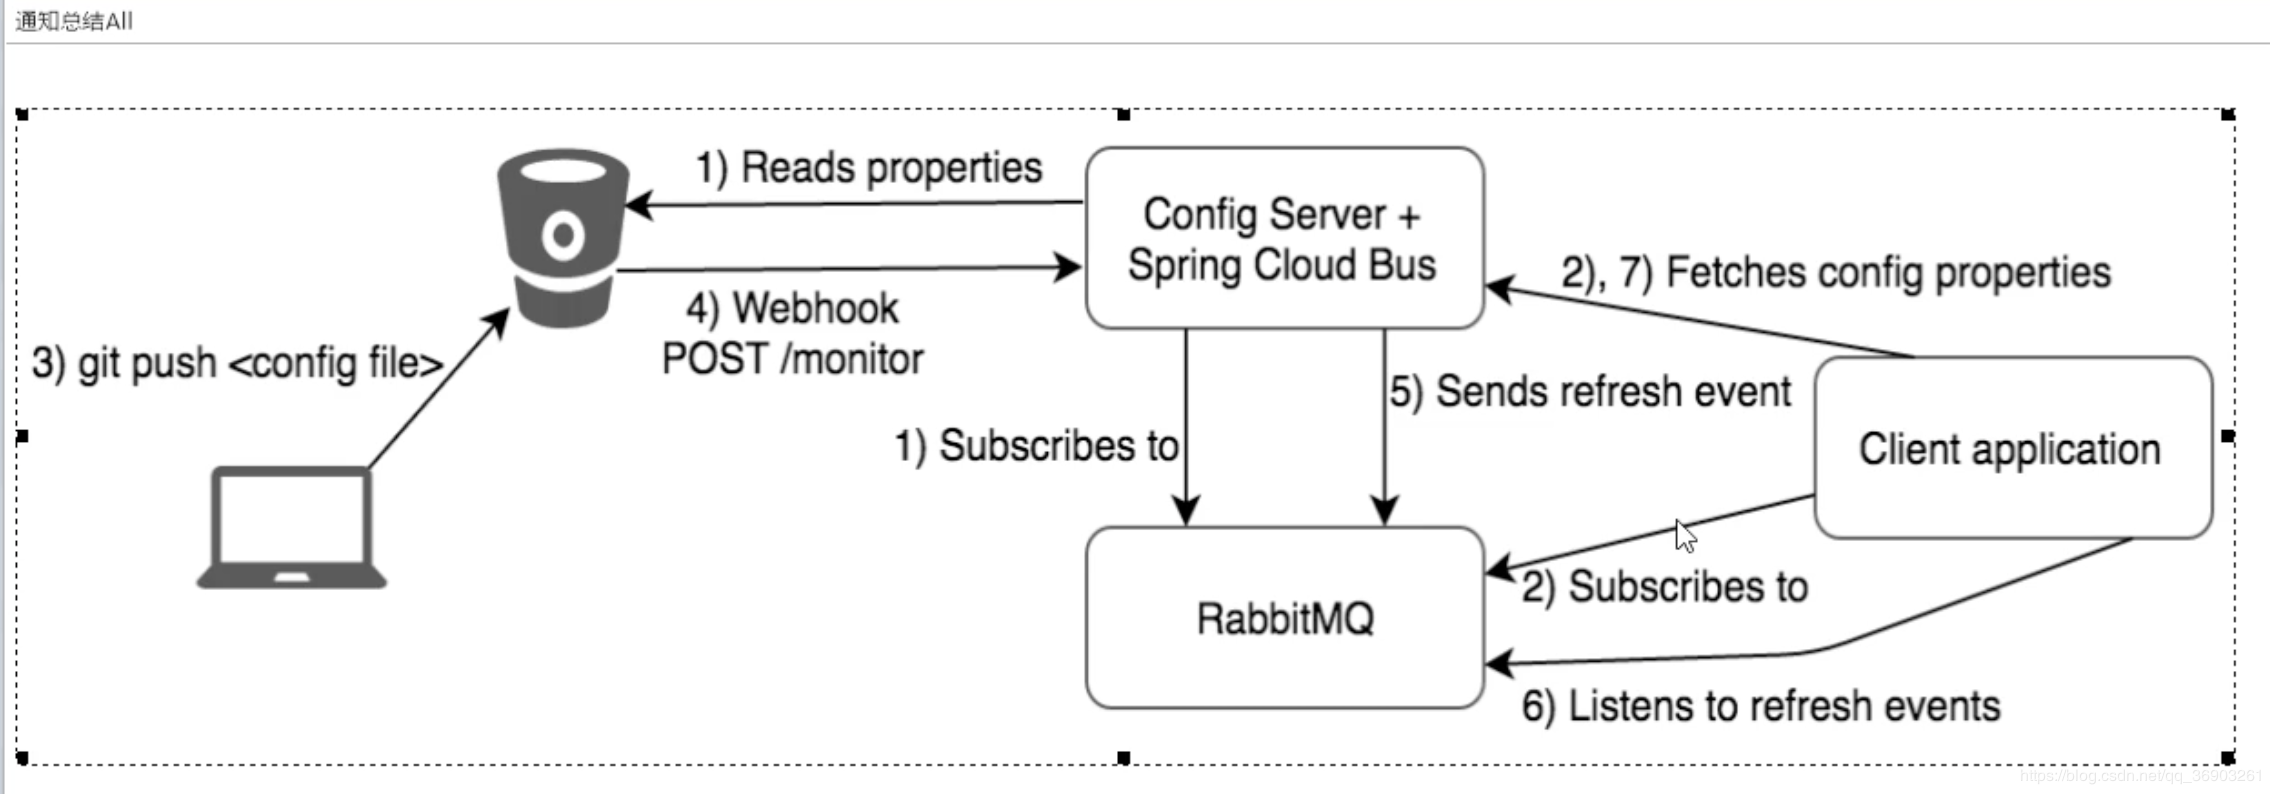 通知总结All
1) Reads properties
Config Server +
Spring Cloud Bus
2), 7) Fetches config properties
4) Webhook
POST /monitor
3) git push <config file>
5) Sends refresh event
1) Subscribes to
Client application
2) Subscribes to
RabbitMQ
6) Listens to refresh events
https://blog.csdn.net/qq_36903261